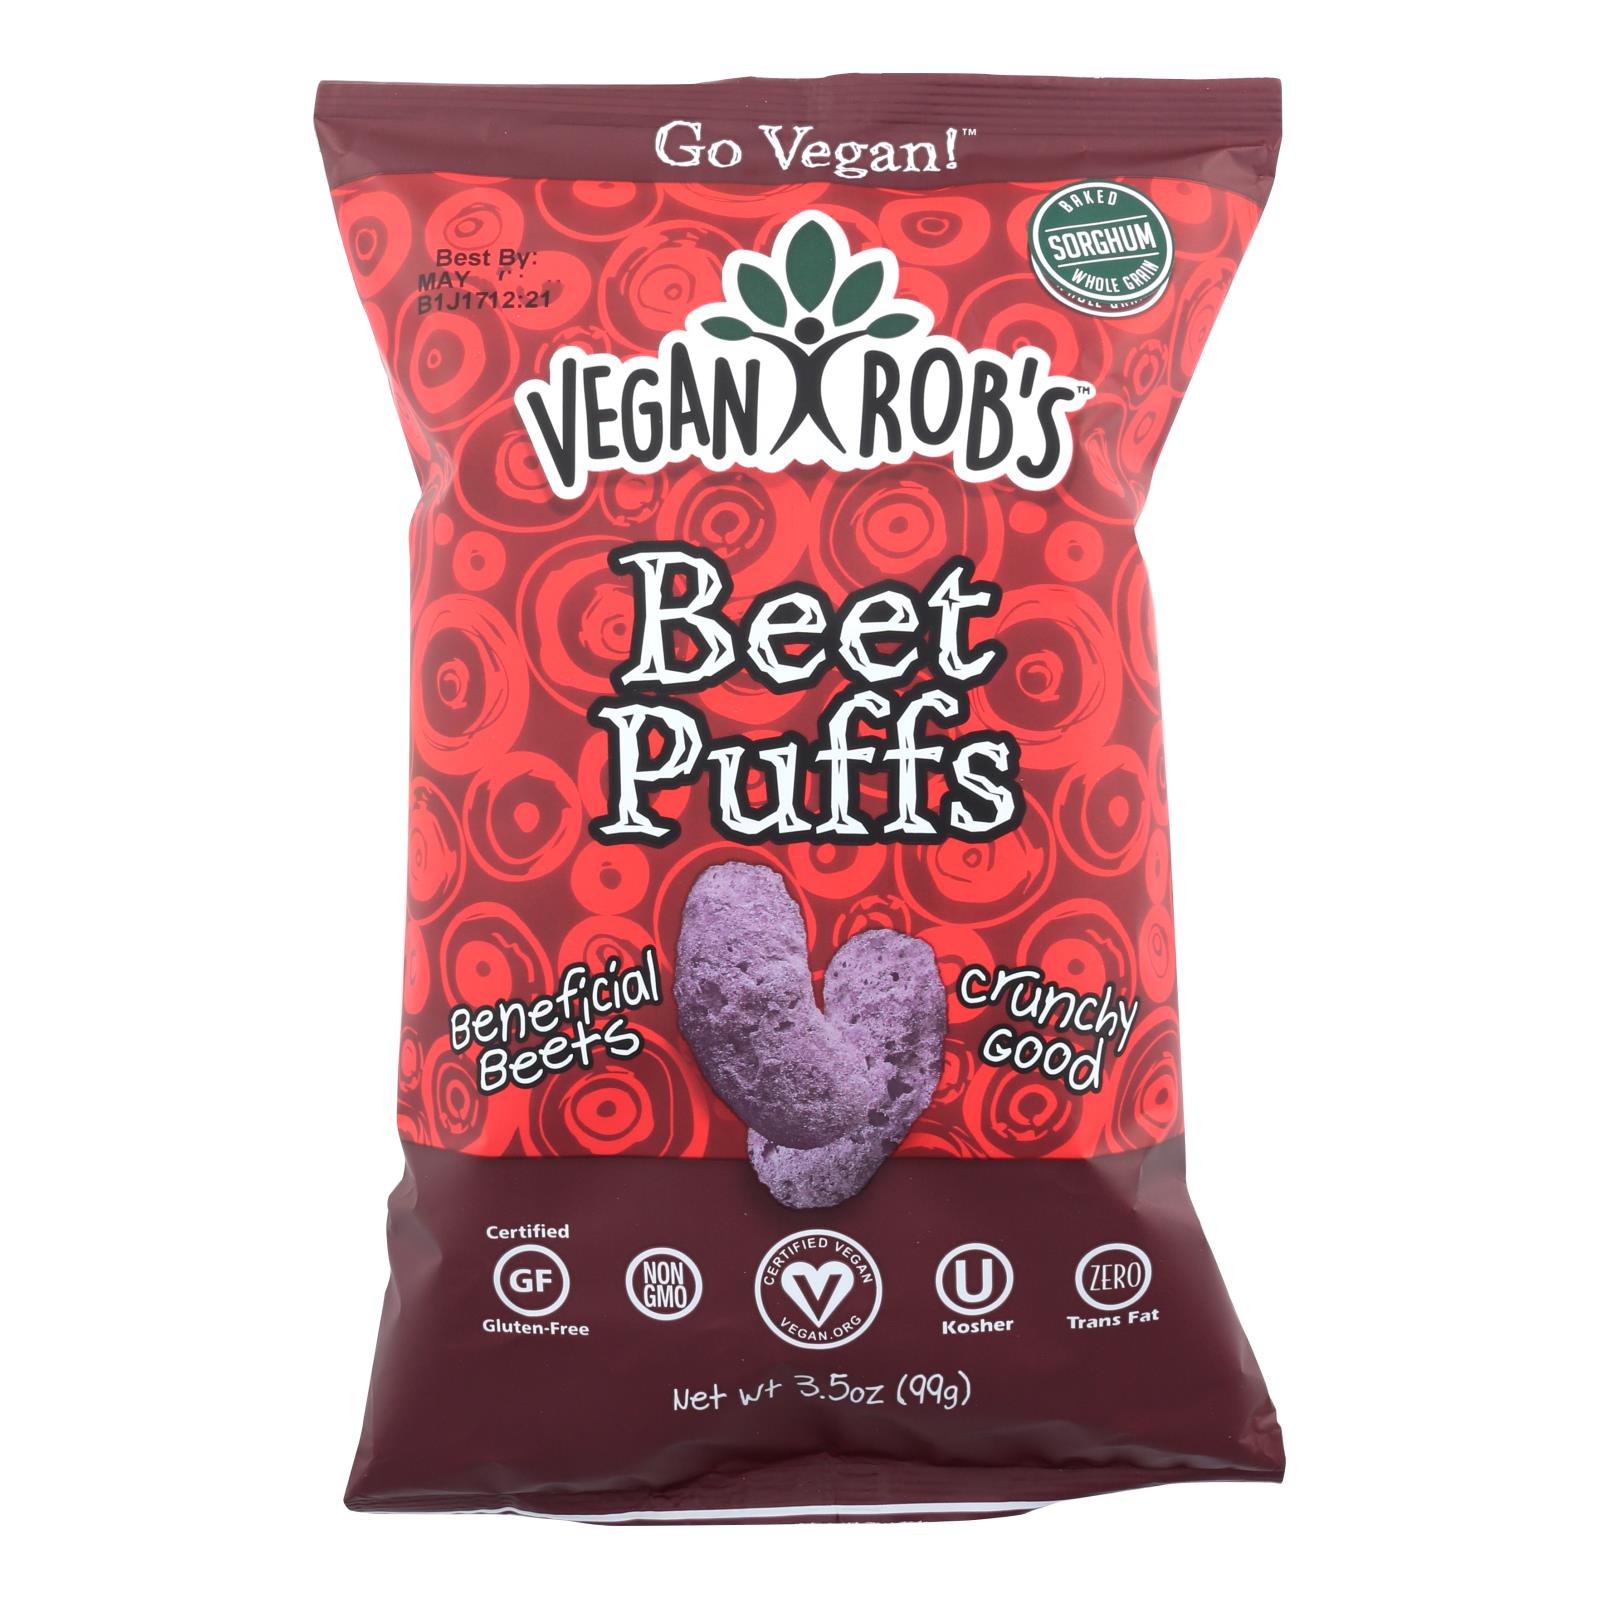 Go Vegan!™
BAKED
SORGHUM
WHOLE GRAIN
Best By:
MAY
B1J1712:21
VEGAN ROB'S™
Beet
Puffs
Beneficial
Beets
crunchy
Good
Certified
GF
Gluten-Free
NON
GMO
CERTIFIED VEGAN
V
VEGAN.ORG
U
Kosher
ZERO
Trans Fat
Net wt 3.5oz (99g)